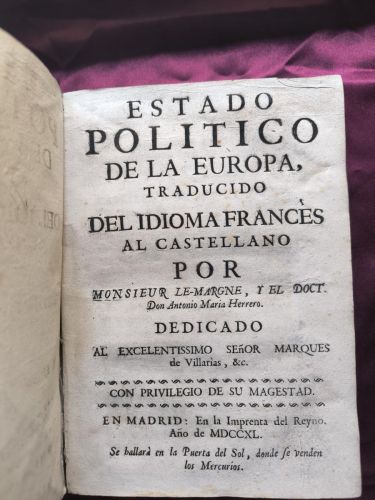 ESTADO
POLITICO
DE LA EUROPA,
TRADUCIDO
DEL IDIOMA FRANCÈS
AL CASTELLANO
POR
MONSIEUR LE-MARGNE, Y EL DOCT.
Don Antonio Maria Herrero.
DEDICADO
AL EXCELENTISSIMO SEñOR MARQUES
de Villarias, &c.
CON PRIVILEGIO DE SU MAGESTAD.
EN MADRID: En la Imprenta del Reyno.
Año de MDCCXL.
Se hallarà en la Puerta del Sol, donde se venden
los Mercurios.